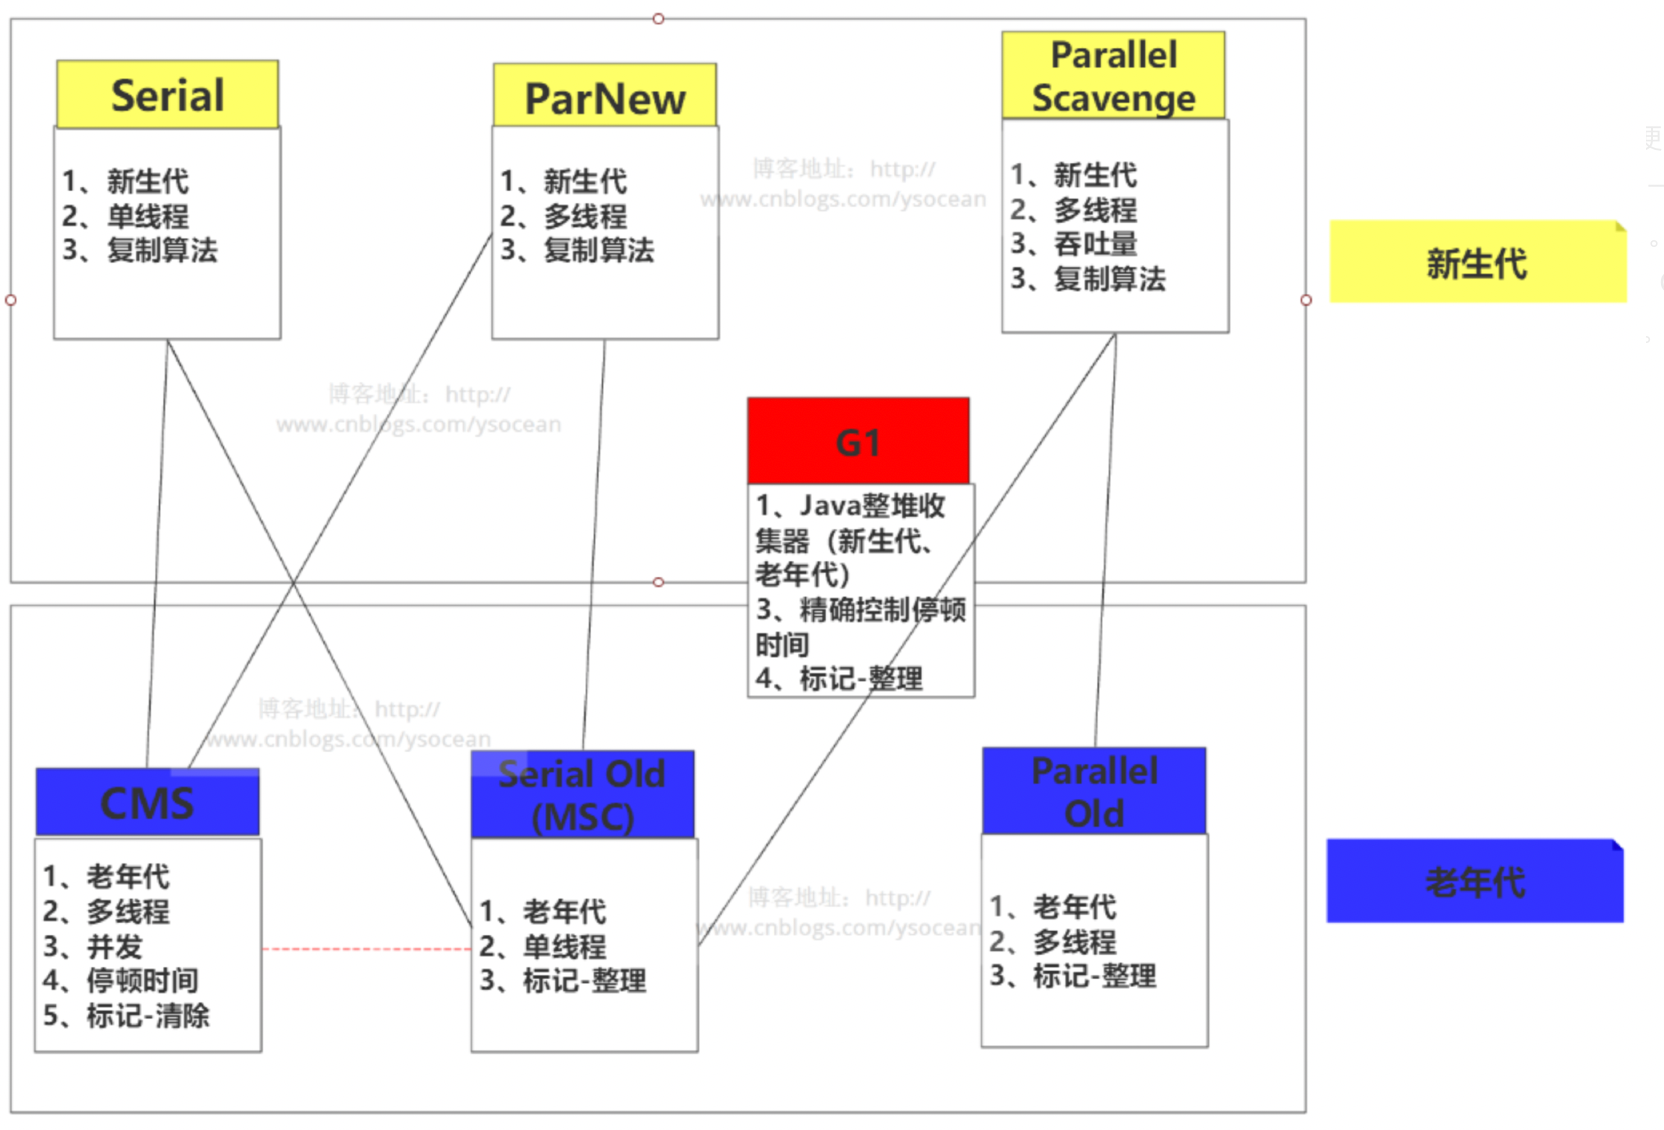 Serial
1、新生代
2、单线程
3、复制算法
ParNew
1、新生代
2、多线程
3、复制算法
Parallel
Scavenge
1、新生代
2、多线程
3、吞吐量
3、复制算法
博客地址：http://
www.cnblogs.com/ysocean
更
新生代
博客地址：http://
www.cnblogs.com/ysocean
G1
1、Java整堆收
集器（新生代、
老年代）
3、精确控制停顿
时间
4、标记-整理
博客地址：http://
www.cnblogs.com/ysocean
CMS
1、老年代
2、多线程
3、并发
4、停顿时间
5、标记-清除
Serial Old
(MSC)
1、老年代
2、单线程
3、标记-整理
博客地址：http://
www.cnblogs.com/ysocean
Parallel
Old
1、老年代
2、多线程
3、标记-整理
老年代